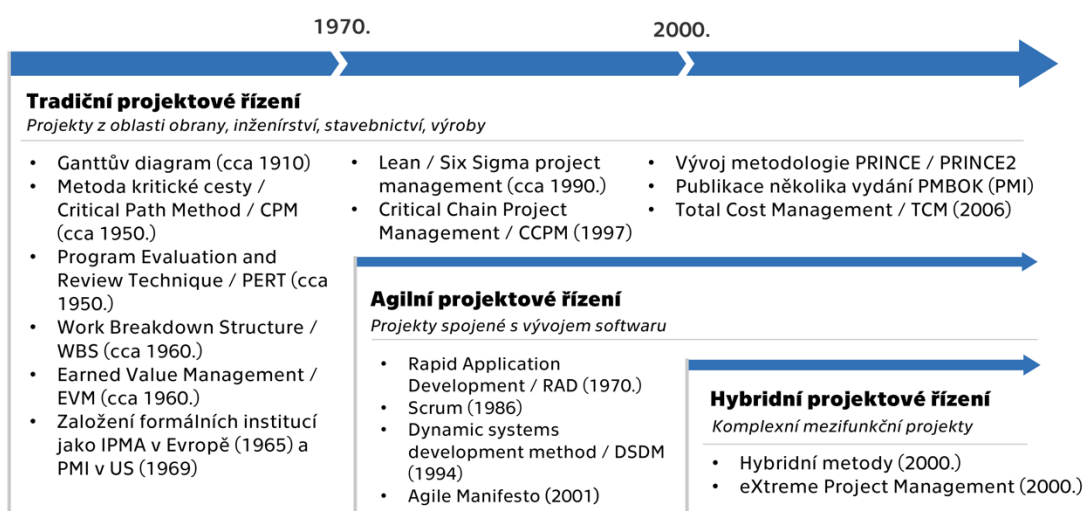 1970.
2000.
Tradiční projektové řízení
Projekty z oblasti obrany, inženírství, stavebnictví, výroby
• Ganttův diagram (cca 1910)
• Metoda kritické cesty /
Critical Path Method / CPM
(cca 1950.)
• Program Evaluation and
Review Technique / PERT (cca
1950.)
• Work Breakdown Structure /
WBS (cca 1960.)
• Earned Value Management /
EVM (cca 1960.)
• Založení formálních institucí
jako IPMA v Evropě (1965) a
PMI v US (1969)
• Lean / Six Sigma project
management (cca 1990.)
• Critical Chain Project
Management / CCPM (1997)
• Vývoj metodologie PRINCE / PRINCE2
• Publikace několika vydání PMBOK (PMI)
• Total Cost Management / TCM (2006)
Agilní projektové řízení
Projekty spojené s vývojem softwaru
• Rapid Application
Development / RAD (1970.)
• Scrum (1986)
• Dynamic systems
development method / DSDM
(1994)
• Agile Manifesto (2001)
Hybridní projektové řízení
Komplexní mezifunkční projekty
• Hybridní metody (2000.)
• eXtreme Project Management (2000.)